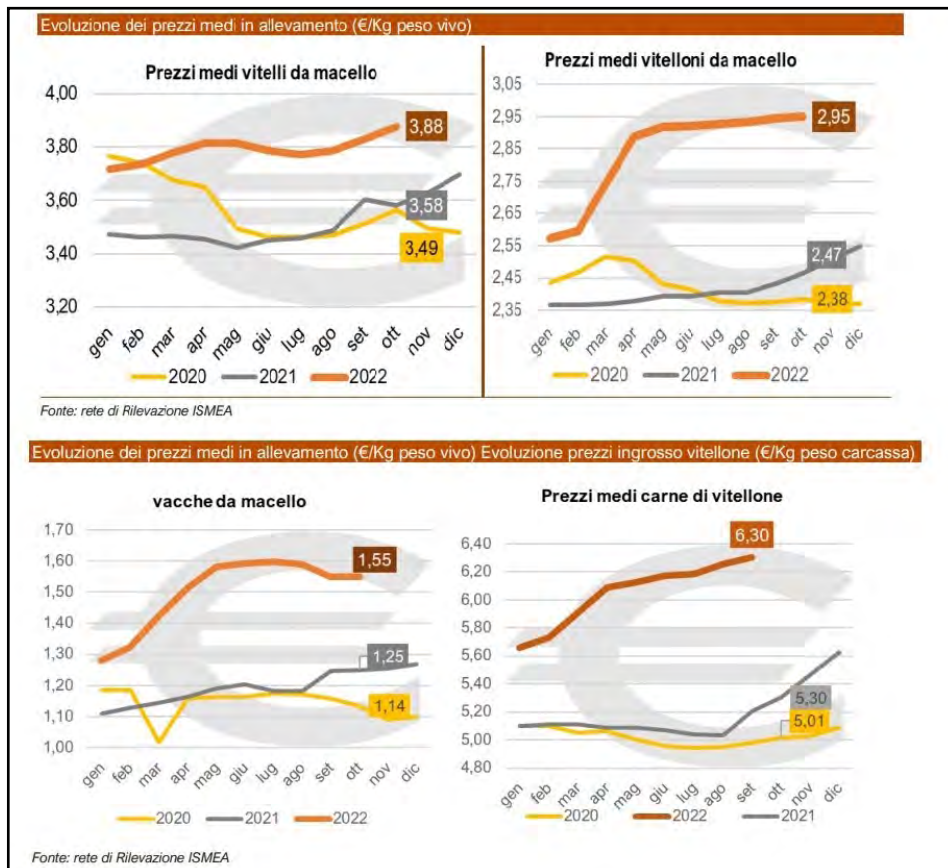 Evoluzione dei prezzi medi in allevamento (€/Kg peso vivo)
Prezzi medi vitelli da macello
4,00
3,80
3,60
3,40
3,20
3,88
3,58
3,49
gen feb mar apr mag giu lug ago set ott nov dic
2020 2021 2022
Prezzi medi vitelloni da macello
3,05
2,95
2,85
2,75
2,65
2,55
2,45
2,35
2,95
2,47
2,38
gen feb mar apr mag giu lug ago set ott nov dic
2020 2021 2022
Fonte: rete di Rilevazione ISMEA
Evoluzione dei prezzi medi in allevamento (€/Kg peso vivo) Evoluzione prezzi ingrosso vitellone (€/Kg peso carcassa)
vacche da macello
1,70
1,60
1,50
1,40
1,30
1,20
1,10
1,00
1,55
1,25
1,14
gen feb mar apr mag giu lug ago set ott nov dic
2020 2021 2022
Prezzi medi carne di vitellone
6,40
6,20
6,00
5,80
5,60
5,40
5,20
5,00
4,80
6,30
5,30
5,01
gen feb mar apr mag giu lug ago set ott nov dic
2020 2022 2021
Fonte: rete di Rilevazione ISMEA